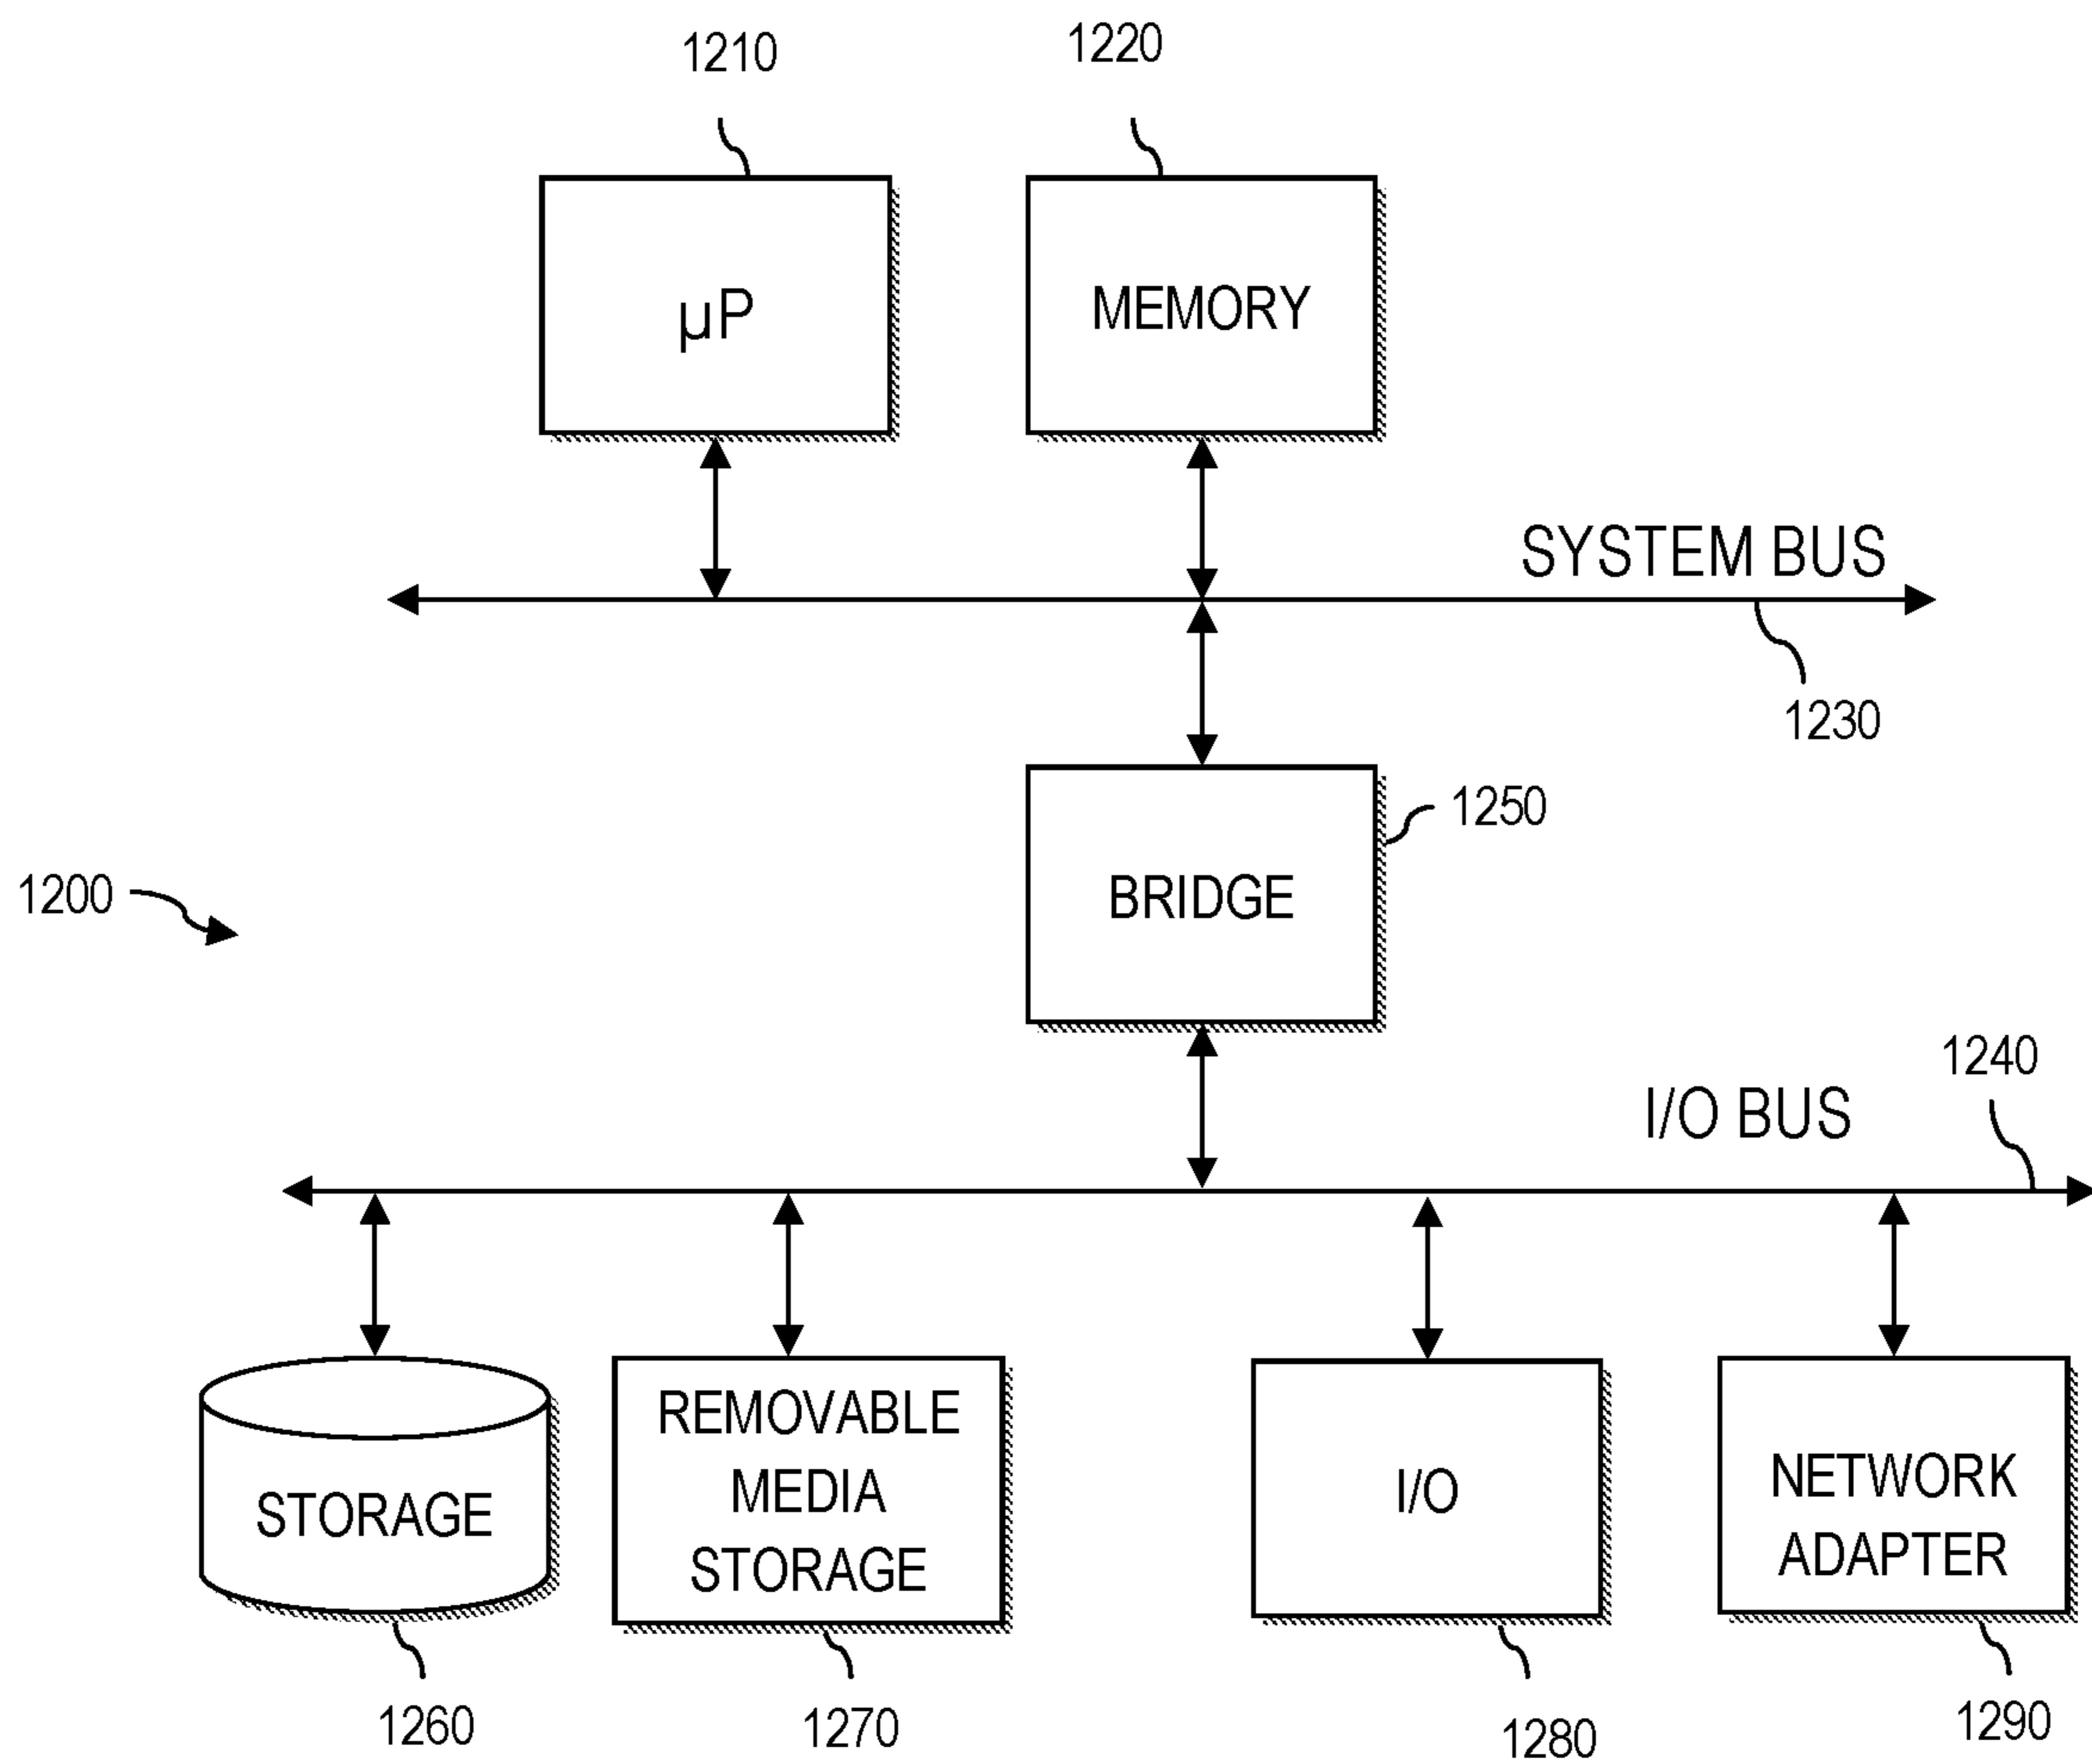 1210
1220
µP
MEMORY
SYSTEM BUS
1230
1250
BRIDGE
1200
1240
I/O BUS
STORAGE
REMOVABLE
MEDIA
STORAGE
I/O
NETWORK
ADAPTER
1260
1270
1280
1290